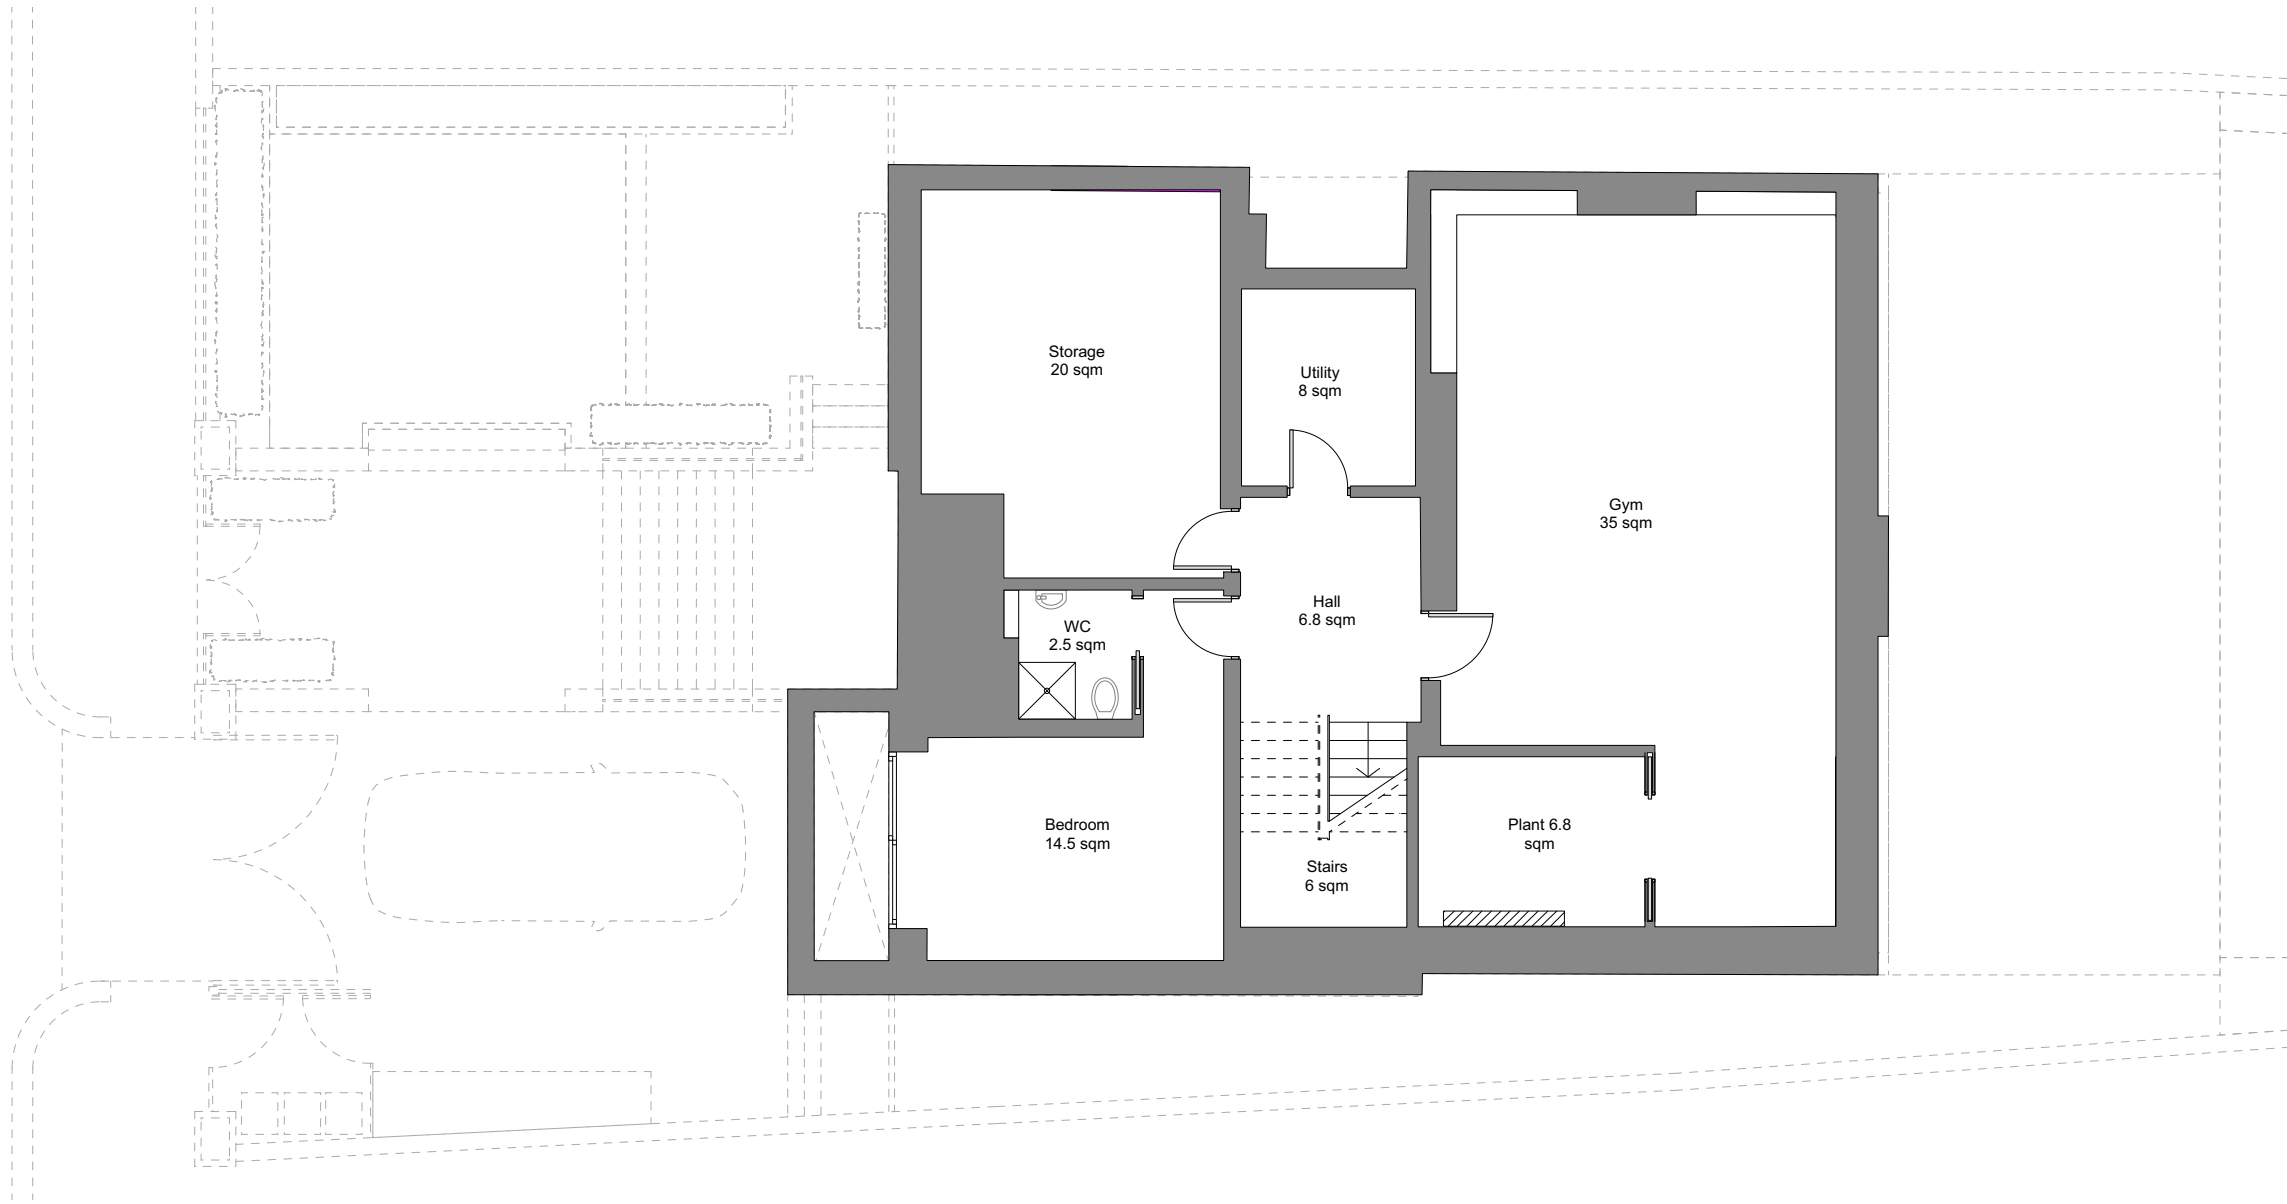 Storage
20 sqm
Utility
8 sqm
Gym
35 sqm
Hall
6.8 sqm
WC
2.5 sqm
Bedroom
14.5 sqm
Plant 6.8
sqm
Stairs
6 sqm